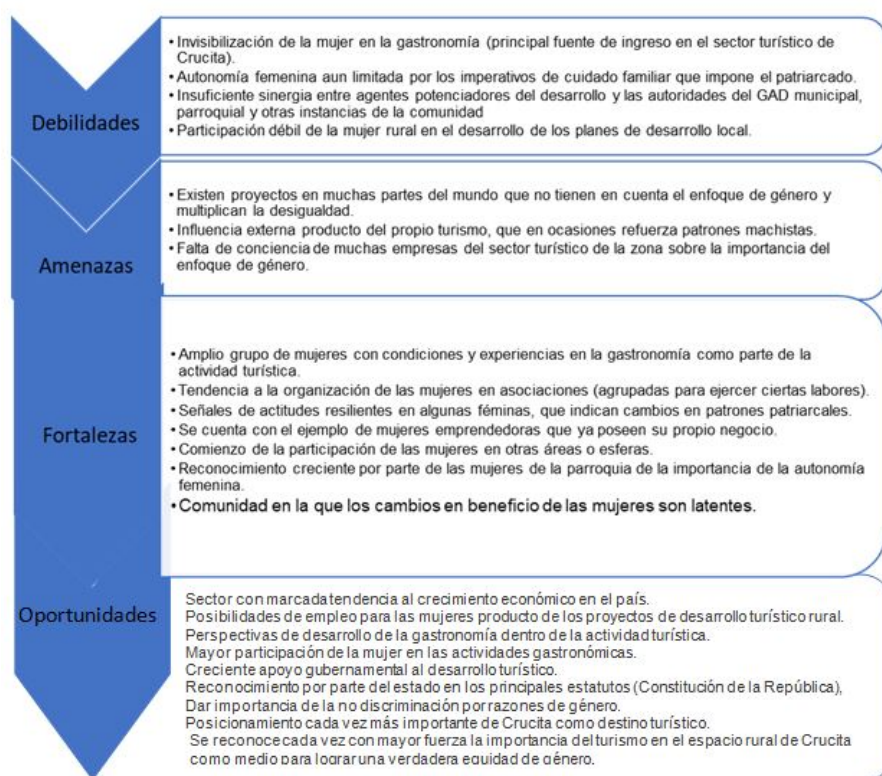 Debilidades
• Invisibilización de la mujer en la gastronomía (principal fuente de ingreso en el sector turístico de
Crucita).
• Autonomía femenina aun limitada por los imperativos de cuidado familiar que impone el patriarcado.
• Insuficiente sinergia entre agentes potenciadores del desarrollo y las autoridades del GAD municipal,
parroquial y otras instancias de la comunidad
• Participación débil de la mujer rural en el desarrollo de los planes de desarrollo local.
Amenazas
• Existen proyectos en muchas partes del mundo que no tienen en cuenta el enfoque de género y
multiplican la desigualdad.
• Influencia externa producto del propio turismo, que en ocasiones refuerza patrones machistas.
• Falta de conciencia de muchas empresas del sector turístico de la zona sobre la importancia del
enfoque de género.
Fortalezas
• Amplio grupo de mujeres con condiciones y experiencias en la gastronomía como parte de la
actividad turística.
• Tendencia a la organización de las mujeres en asociaciones (agrupadas para ejercer ciertas labores).
• Señales de actitudes resilientes en algunas féminas, que indican cambios en patrones patriarcales.
• Se cuenta con el ejemplo de mujeres emprendedoras que ya poseen su propio negocio.
• Comienzo de la participación de las mujeres en otras áreas o esferas.
• Reconocimiento creciente por parte de las mujeres de la parroquia de la importancia de la autonomía
femenina.
• Comunidad en la que los cambios en beneficio de las mujeres son latentes.
Oportunidades
Sector con marcada tendencia al crecimiento económico en el país.
Posibilidades de empleo para las mujeres producto de los proyectos de desarrollo turístico rural.
Perspectivas de desarrollo de la gastronomía dentro de la actividad turística.
Mayor participación de la mujer en las actividades gastronómicas.
Creciente apoyo gubernamental al desarrollo turístico.
Reconocimiento por parte del estado en los principales estatutos (Constitución de la República),
Dar importancia de la no discriminación por razones de género.
Posicionamiento cada vez más importante de Crucita como destino turístico.
Se reconoce cada vez con mayor fuerza la importancia del turismo en el espacio rural de Crucita
como medio para lograr una verdadera equidad de género.